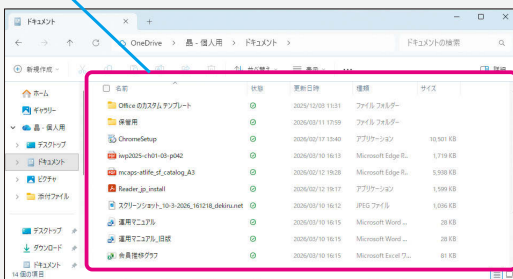 ドキュメント
OneDrive > 晶 - 個人用 > ドキュメント >
ドキュメントの検索
新規作成
詳細
名前 状態 更新日時 種類 サイズ
ホーム
ギャラリー
晶 - 個人用
デスクトップ
ドキュメント
ピクチャ
添付ファイル
デスクトップ
ダウンロード
ドキュメント
Office のカスタム テンプレート 2025/12/03 11:31 ファイル フォルダー
保管用 2026/03/11 17:59 ファイル フォルダー
ChromeSetup 2026/02/17 13:40 アプリケーション 10,501 KB
iwp2025-ch01-03-p042 2026/03/10 16:13 Microsoft Edge P... 1,719 KB
mcaps-atlife_sf_catalog_A3 2026/02/12 19:28 Microsoft Edge P... 5,938 KB
Reader_jp_install 2026/02/12 19:17 アプリケーション 1,599 KB
スクリーンショット_10-3-2026_161218_dekiru.net 2026/03/10 16:12 JPEG ファイル 1,036 KB
運用マニュアル 2026/03/10 16:15 Microsoft Word ... 28 KB
運用マニュアル_旧版 2026/03/10 16:15 Microsoft Word ... 28 KB
会員推移グラフ 2026/03/10 16:15 Microsoft Excel ワ... 81 KB
14 個の項目